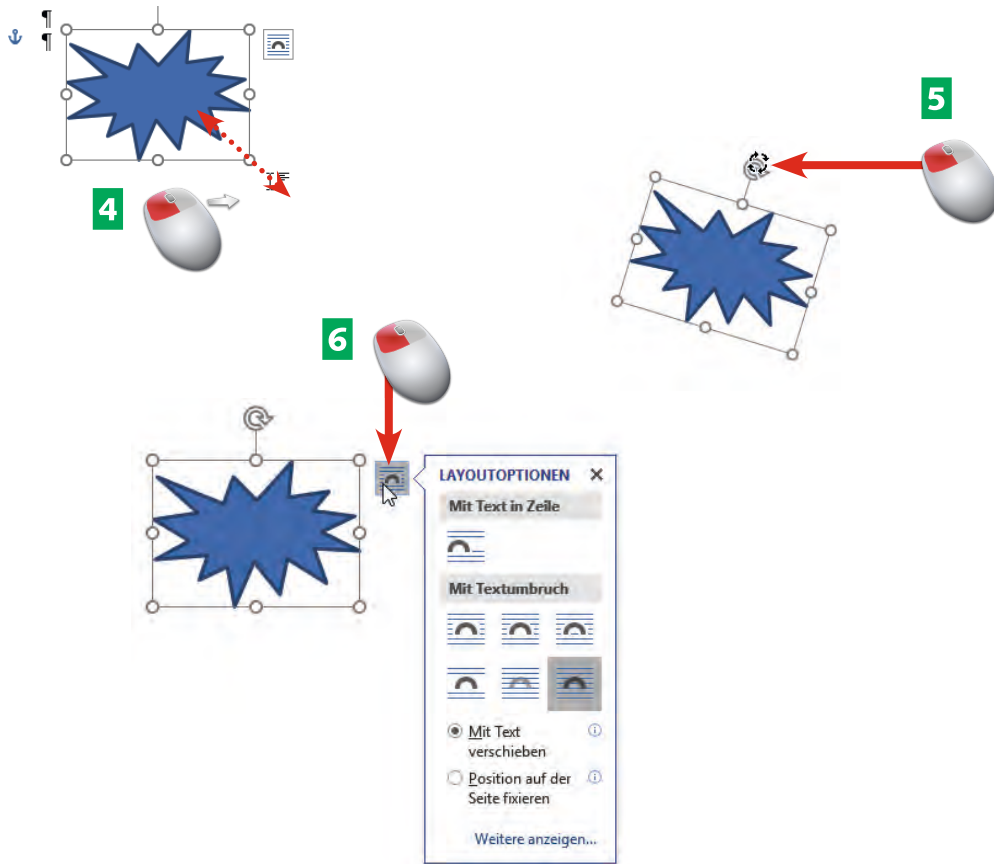 ¶
¶
4
5
6
LAYOUTOPTIONEN
Mit Text in Zeile
Mit Textumbruch
Mit Text
verschieben
Position auf der
Seite fixieren
Weitere anzeigen...